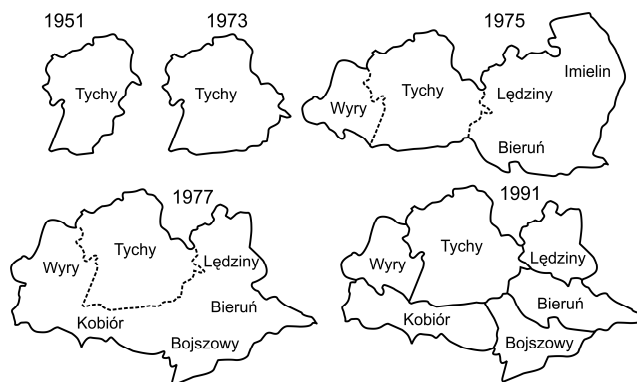 1951
Tychy
1973
Tychy
1975
Wyry
Tychy
Lędziny
Imielin
Bieruń
1977
Wyry
Tychy
Lędziny
Bieruń
Kobiór
Bojszowy
1991
Wyry
Tychy
Lędziny
Bieruń
Kobiór
Bojszowy